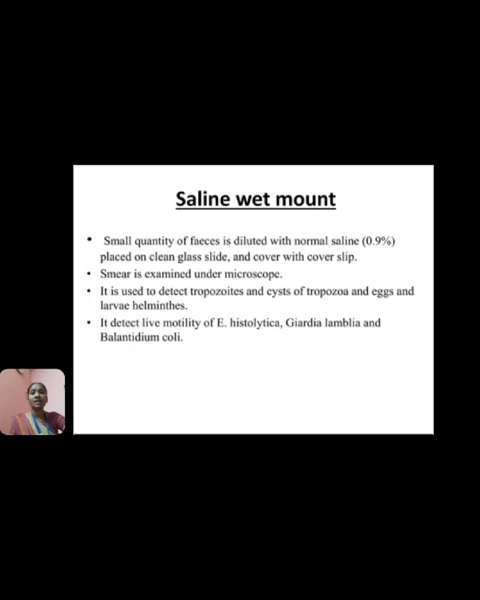 Saline wet mount
• Small quantity of faeces is diluted with normal saline (0.9%)
placed on clean glass slide, and cover with cover slip.
• Smear is examined under microscope.
• It is used to detect tropozoites and cysts of tropozoa and eggs and
larvae helminthes.
• It detect live motility of E. histolytica, Giardia lamblia and
Balantidium coli.